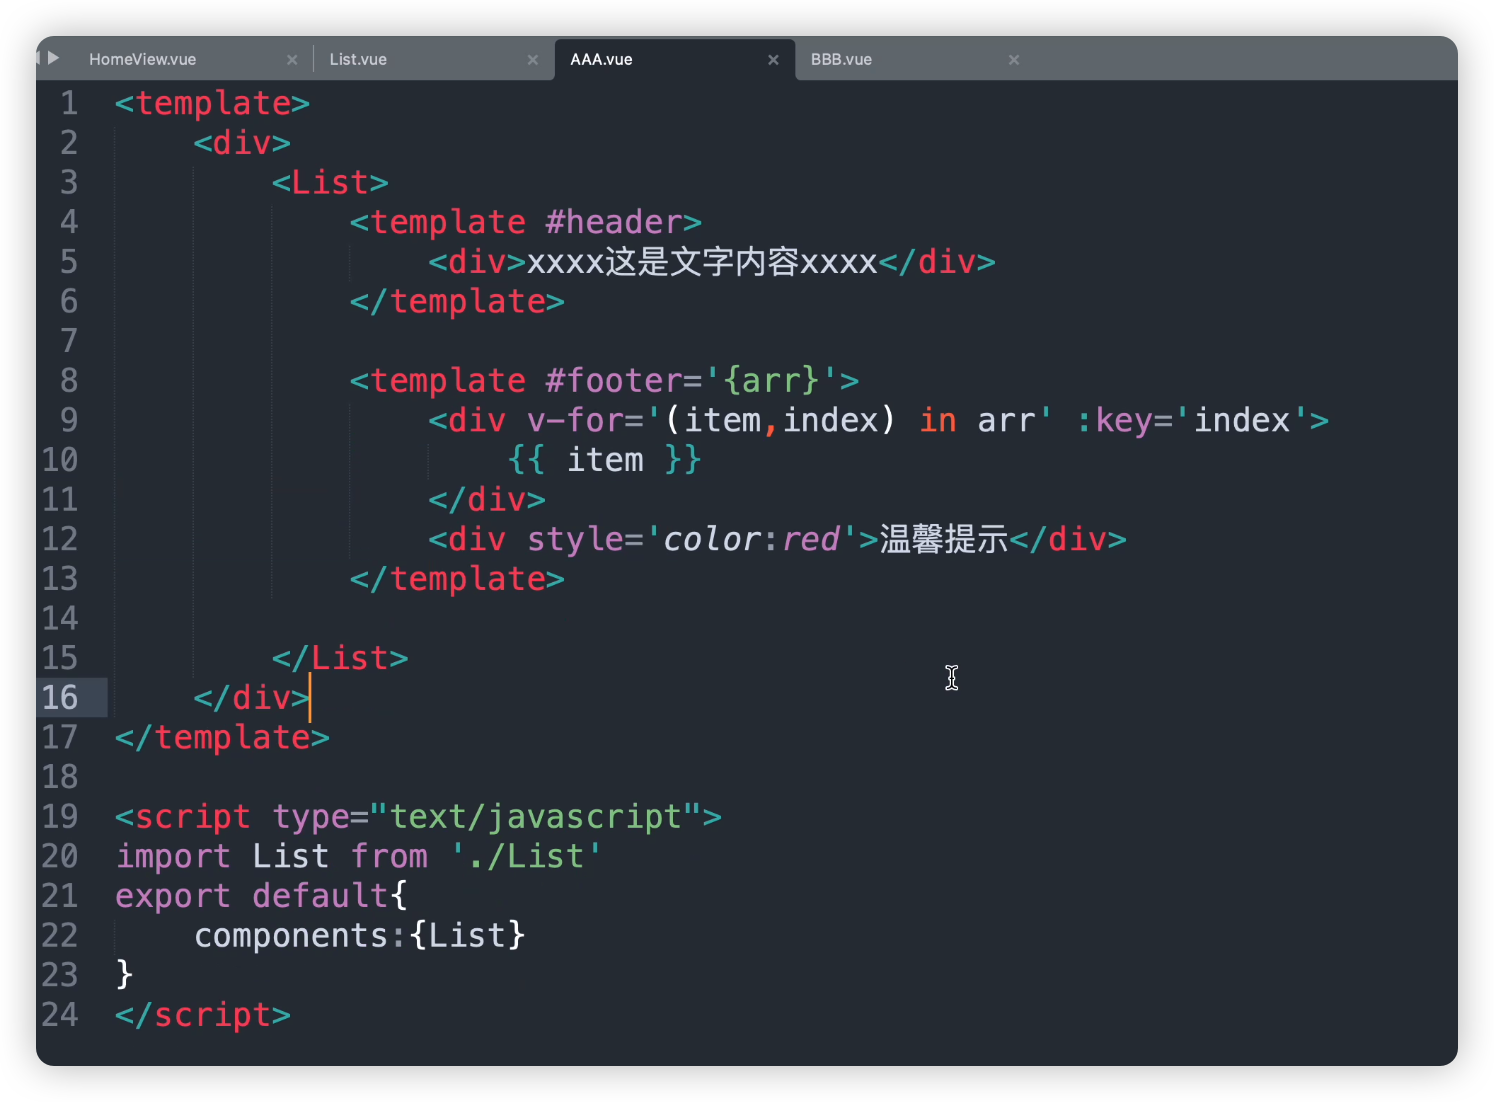 HomeView.vue × List.vue × AAA.vue × BBB.vue ×
1 <template>
2 <div>
3 <List>
4 <template #header>
5 <div>xxxx这是文字内容xxxx</div>
6 </template>
7
8 <template #footer='{arr}'>
9 <div v-for='(item,index) in arr' :key='index'>
10 {{ item }}
11 </div>
12 <div style='color:red'>温馨提示</div>
13 </template>
14
15 </List>
16 </div>
17 </template>
18
19 <script type="text/javascript">
20 import List from './List'
21 export default{
22 components:{List}
23 }
24 </script>